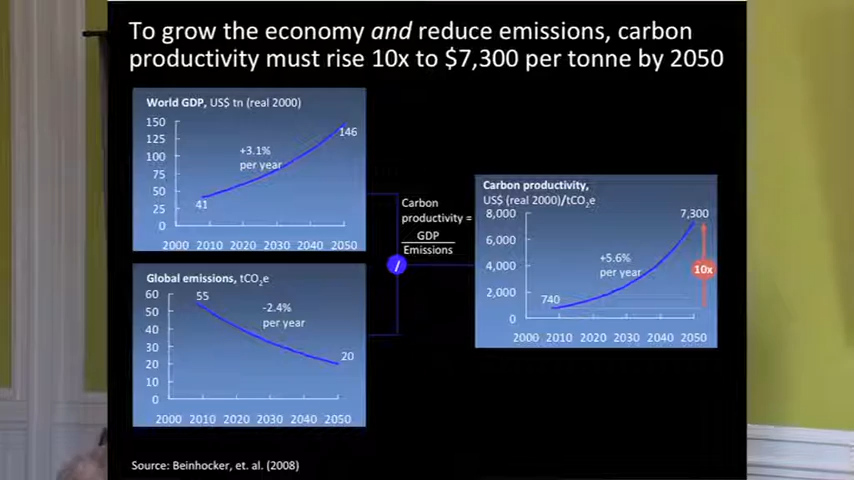 To grow the economy and reduce emissions, carbon
productivity must rise 10x to $7,300 per tonne by 2050
World GDP, US$ tn (real 2000)
150
125
100
75
50
25
0
+3.1%
per year
146
41
2000 2010 2020 2030 2040 2050
Global emissions, tCO₂e
60
50
40
30
20
10
0
55
-2.4%
per year
20
2000 2010 2020 2030 2040 2050
Carbon
productivity =
GDP
Emissions
/
Carbon productivity,
US$ (real 2000)/tCO₂e
8,000
6,000
4,000
2,000
0
7,300
+5.6%
per year
10x
740
2000 2010 2020 2030 2040 2050
Source: Beinhocker, et. al. (2008)